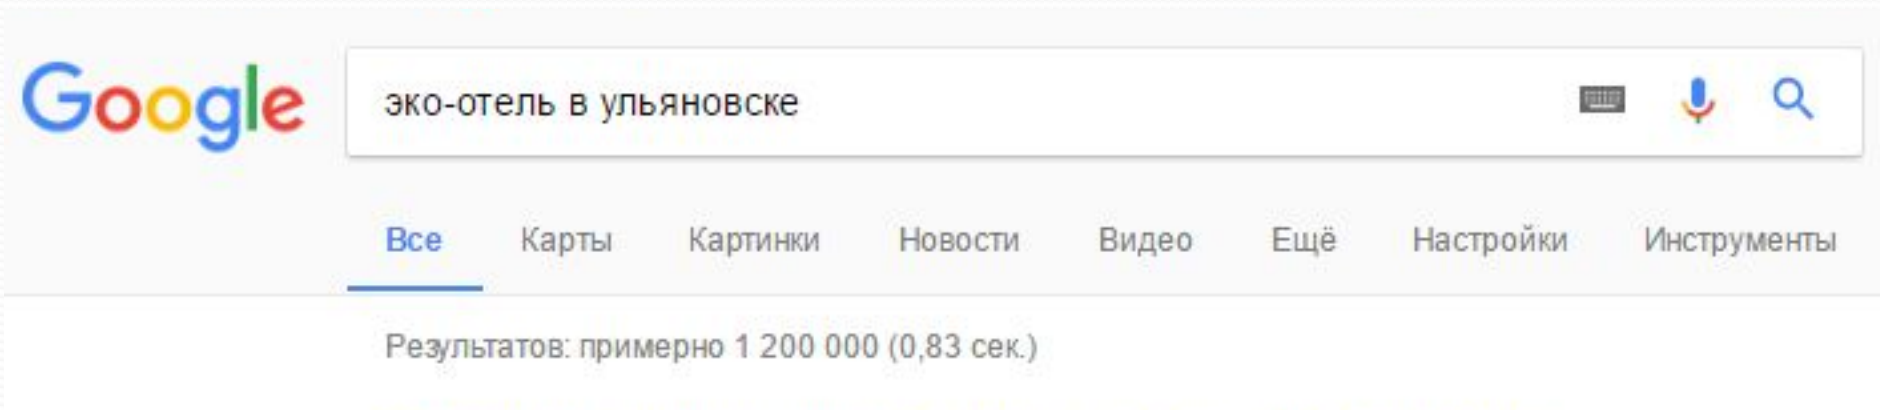 Google
эко-отель в ульяновске
Все Карты Картинки Новости Видео Ещё Настройки Инструменты
Результатов: примерно 1 200 000 (0,83 сек.)